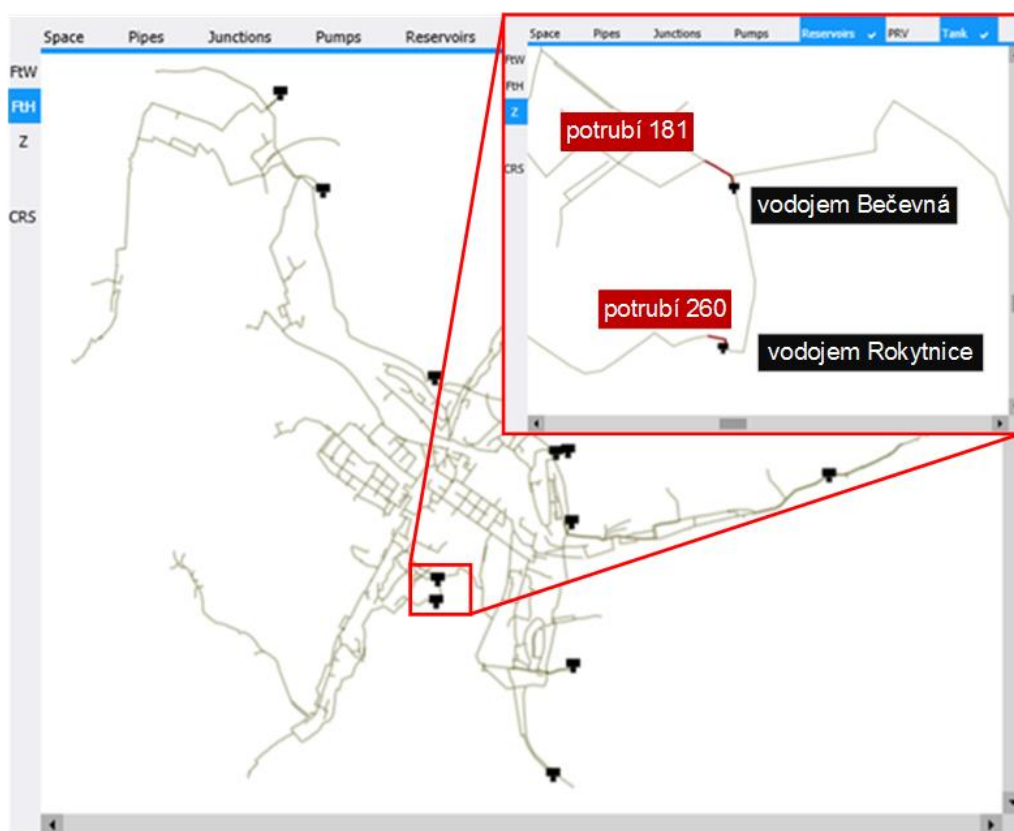 Space Pipes Junctions Pumps Reservoirs
FtW
FtH
Z
CRS
Space Pipes Junctions Pumps Reservoirs PRV Tank
FtW
FtH
Z
CRS
potrubí 181
vodojem Bečevná
potrubí 260
vodojem Rokytnice